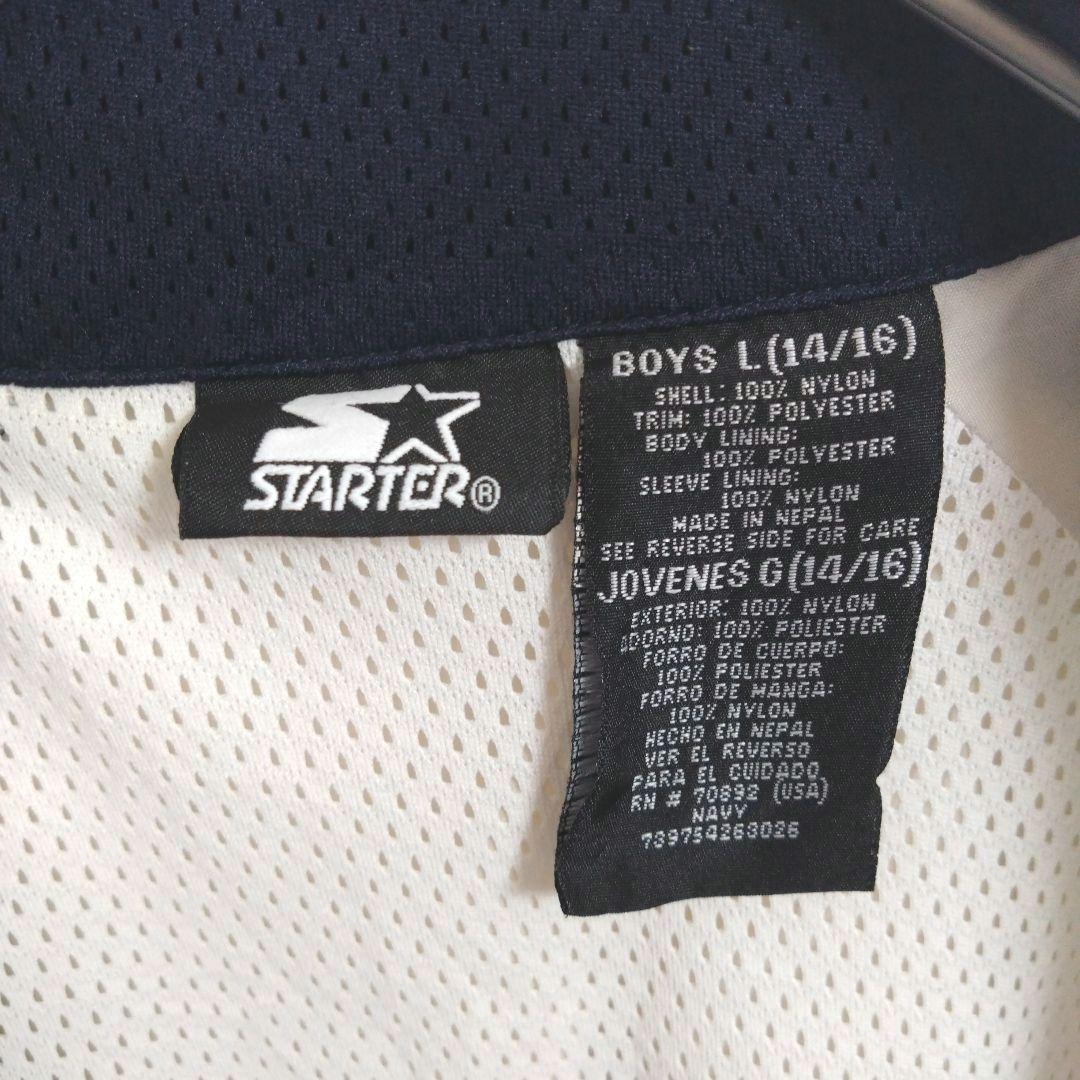 STARTER®
BOYS L(14/16)
SHELL: 100% NYLON
TRIM: 100% POLYESTER
BODY LINING:
100% POLYESTER
SLEEVE LINING:
100% NYLON
MADE IN NEPAL
SEE REVERSE SIDE FOR CARE
JOVENES G(14/16)
EXTERIOR: 100% NYLON
ADORNO: 100% POLIESTER
FORRO DE CUERPO:
100% POLIESTER
FORRO DE MANGA:
100% NYLON
HECHO EN NEPAL
VER EL REVERSO
PARA EL CUIDADO
RN # 70892 (USA)
NAVY
739754263026